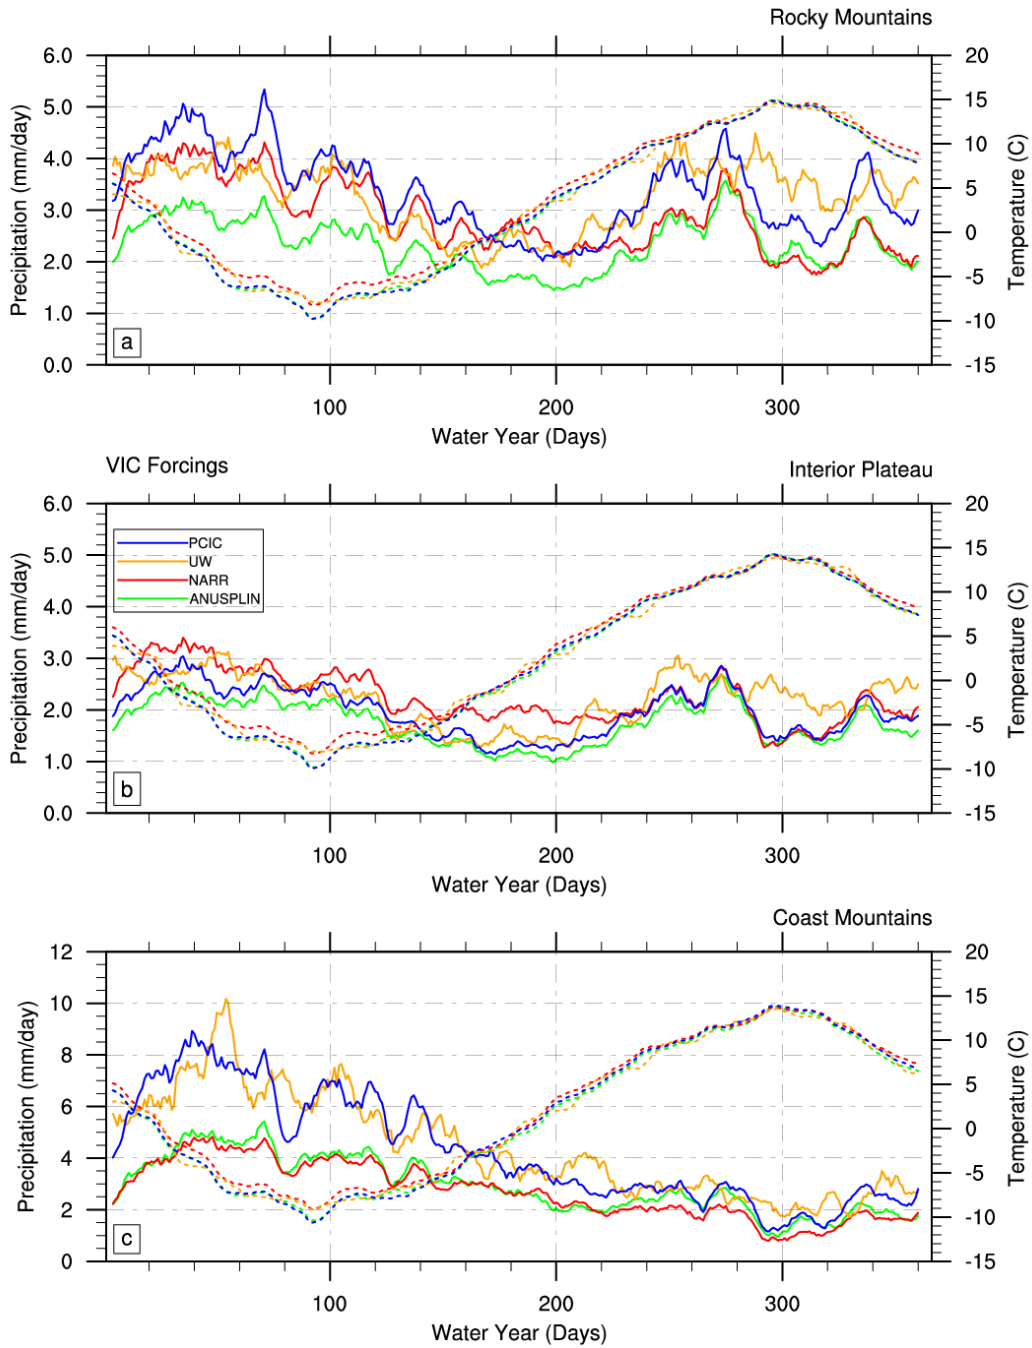 Rocky Mountains
6.0
5.0
4.0
3.0
2.0
1.0
0.0
Precipitation (mm/day)
20
15
10
5
0
-5
-10
-15
Temperature (C)
a
100
200
300
Water Year (Days)
VIC Forcings
Interior Plateau
6.0
5.0
4.0
3.0
2.0
1.0
0.0
Precipitation (mm/day)
PCIC
UW
NARR
ANUSPLIN
20
15
10
5
0
-5
-10
-15
Temperature (C)
b
100
200
300
Water Year (Days)
Coast Mountains
12
10
8
6
4
2
0
Precipitation (mm/day)
20
15
10
5
0
-5
-10
-15
Temperature (C)
c
100
200
300
Water Year (Days)